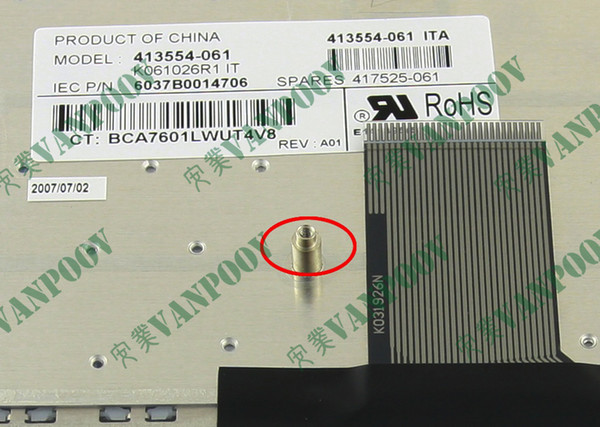 PRODUCT OF CHINA
MODEL: 413554-061
K061026R1 IT
IEC P/N 6037B0014706
413554-061 ITA
SPARES 417525-061
CT: BCA7601LWUT4V8
REV: A01
RoHS
2007/07/02
K031926N
VANPOOV
VANPOOV
VANPOOV
VANPOOV
VANPOOV
VANPOOV